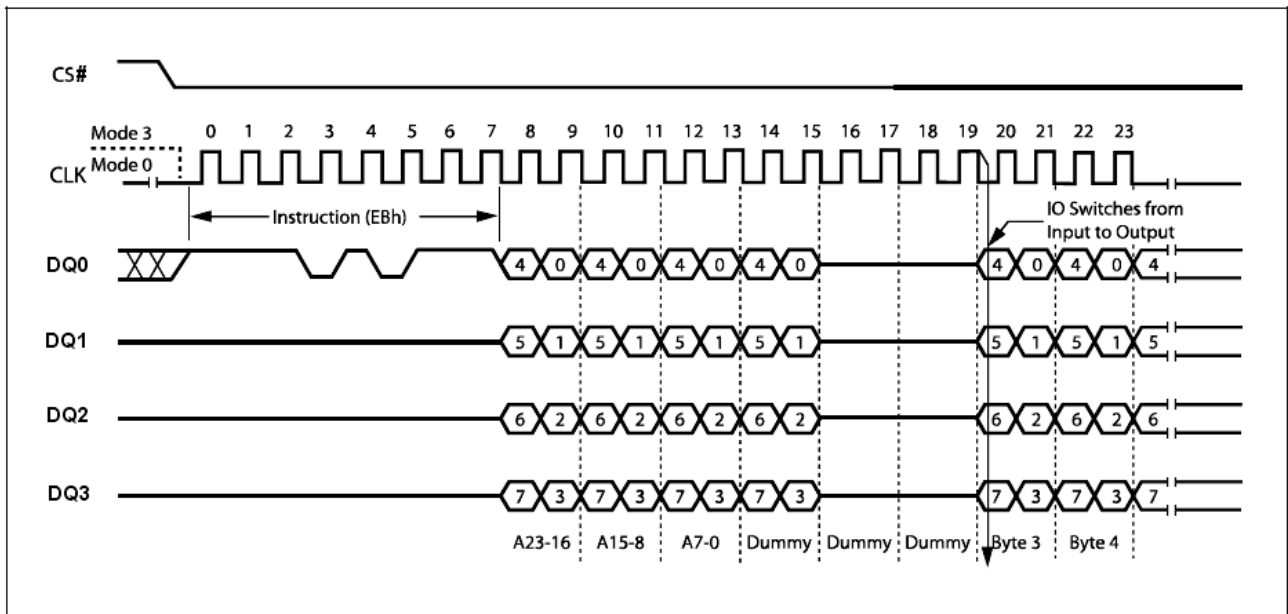 CS#
Mode 3
0 1 2 3 4 5 6 7 8 9 10 11 12 13 14 15 16 17 18 19 20 21 22 23
CLK Mode 0
Instruction (EBh)
IO Switches from
Input to Output
DQ0 4 0 4 0 4 0 4 0 4 0 4 0 4
DQ1 5 1 5 1 5 1 5 1 5 1 5 1 5
DQ2 6 2 6 2 6 2 6 2 6 2 6 2 6
DQ3 7 3 7 3 7 3 7 3 7 3 7 3 7
A23-16 A15-8 A7-0 Dummy Dummy Dummy Byte 3 Byte 4